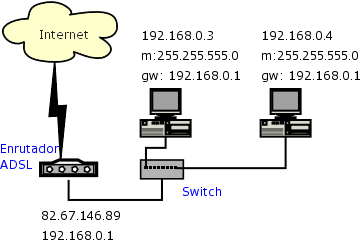 Internet
192.168.0.3
m:255.255.555.0
gw: 192.168.0.1
192.168.0.4
m:255.255.555.0
gw: 192.168.0.1
Enrutador
ADSL
Switch
82.67.146.89
192.168.0.1